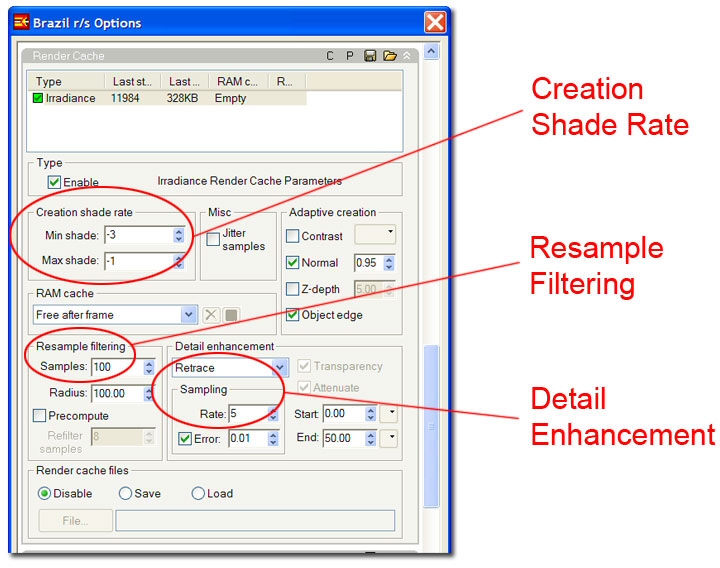 Brazil r/s Options
Render Cache C P
Type Last st... Last ... RAM c... R...
Irradiance 11984 328KB Empty
Type
Enable Irradiance Render Cache Parameters
Creation shade rate
Min shade: -3
Max shade: -1
Misc
Jitter
samples
Adaptive creation
Contrast
Normal 0.95
Z-depth 5.00
Object edge
RAM cache
Free after frame
Resample filtering
Samples: 100
Radius: 100.00
Precompute
Refilter
samples 8
Detail enhancement
Retrace
Transparency
Attenuate
Sampling
Rate: 5
Error: 0.01
Start: 0.00
End: 50.00
Render cache files
Disable Save Load
File...
Creation
Shade Rate
Resample
Filtering
Detail
Enhancement